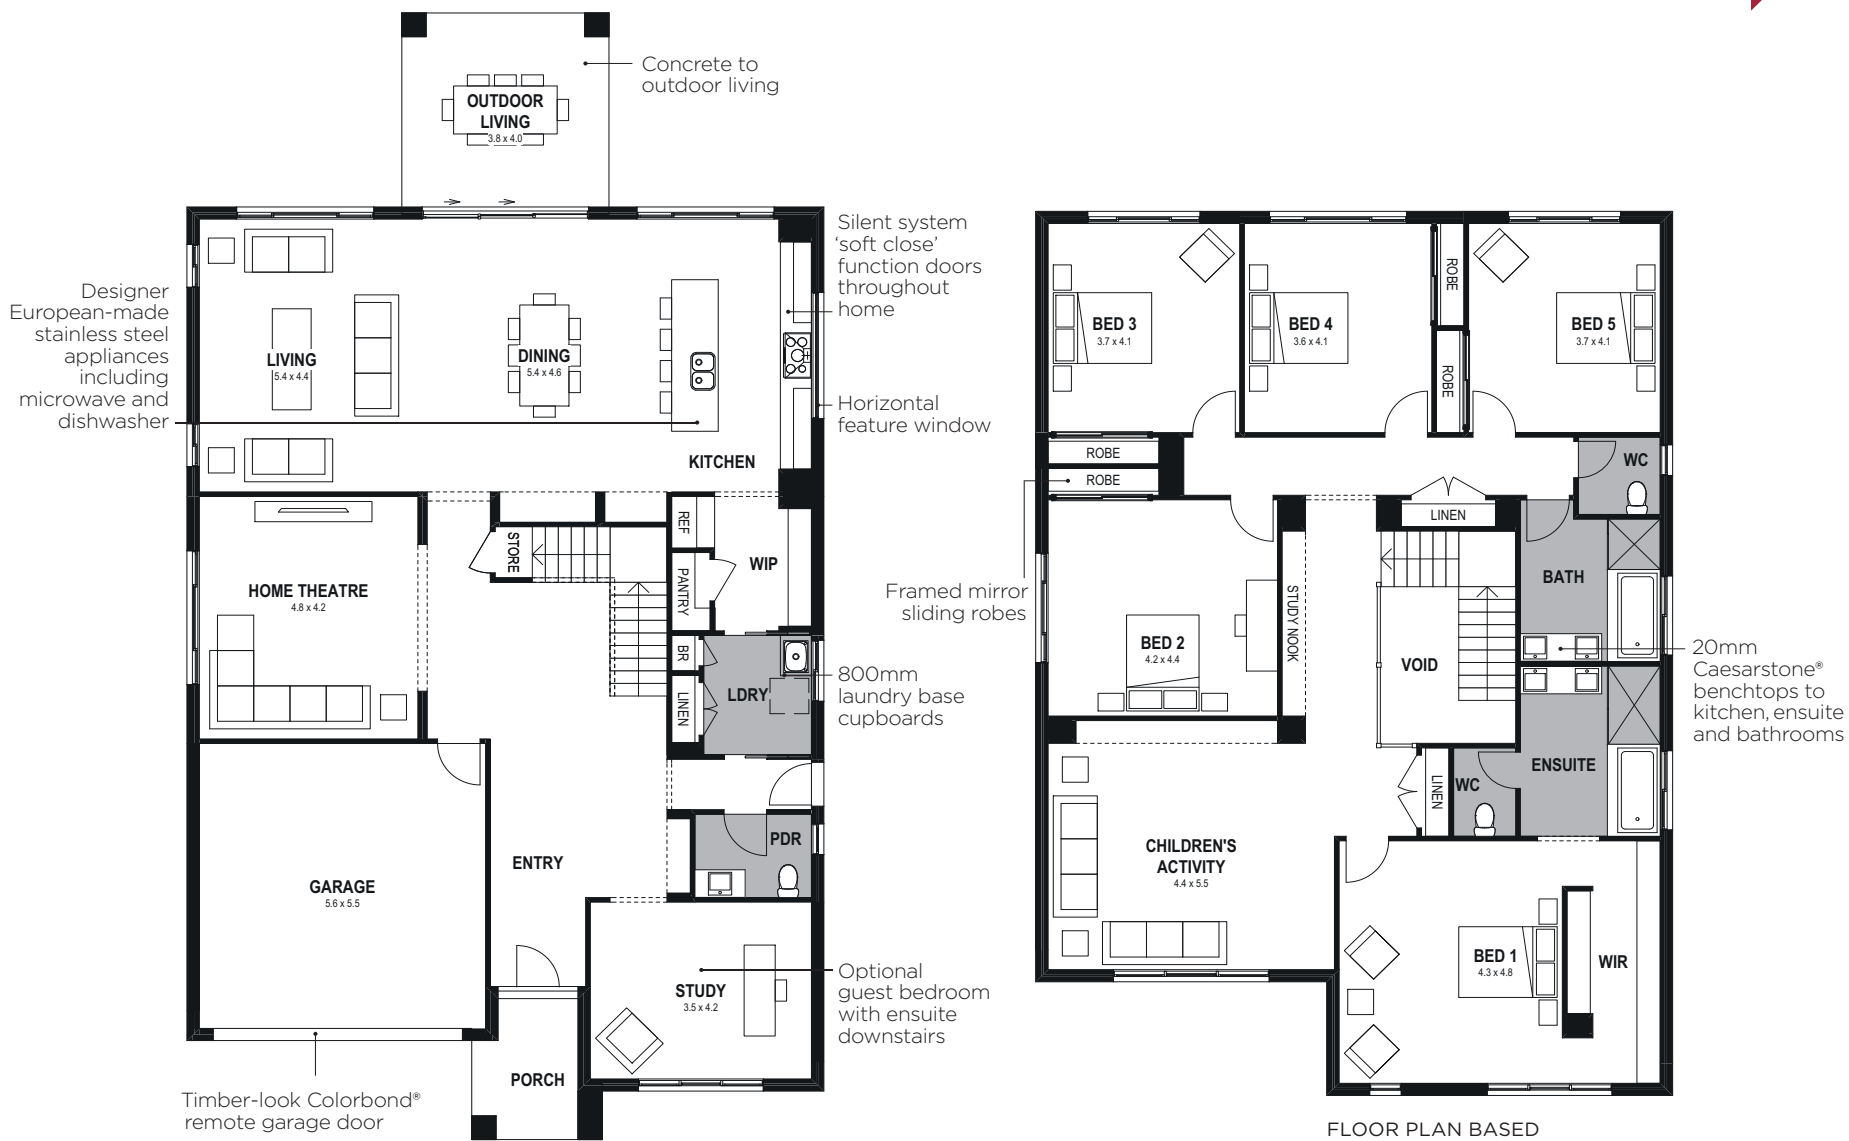 Concrete to
outdoor living
OUTDOOR
LIVING
3.8 x 4.0
Silent system
‘soft close’
function doors
throughout
home
Designer
European-made
stainless steel
appliances
including
microwave and
dishwasher
LIVING
5.4 x 4.4
DINING
5.4 x 4.6
Horizontal
feature window
KITCHEN
REF
STORE
WIP
PANTRY
HOME THEATRE
4.8 x 4.2
BR
LINEN
LDRY
800mm
laundry base
cupboards
PDR
ENTRY
GARAGE
5.6 x 5.5
STUDY
3.5 x 4.2
Optional
guest bedroom
with ensuite
downstairs
PORCH
Timber-look Colorbond®
remote garage door
BED 3
3.7 x 4.1
BED 4
3.6 x 4.1
ROBE
ROBE
BED 5
3.7 x 4.1
ROBE
ROBE
WC
LINEN
Framed mirror
sliding robes
BATH
STUDY NOOK
BED 2
4.2 x 4.4
VOID
20mm
Caesarstone®
benchtops to
kitchen, ensuite
and bathrooms
ENSUITE
WC
LINEN
CHILDREN'S
ACTIVITY
4.4 x 5.5
BED 1
4.3 x 4.8
WIR
FLOOR PLAN BASED